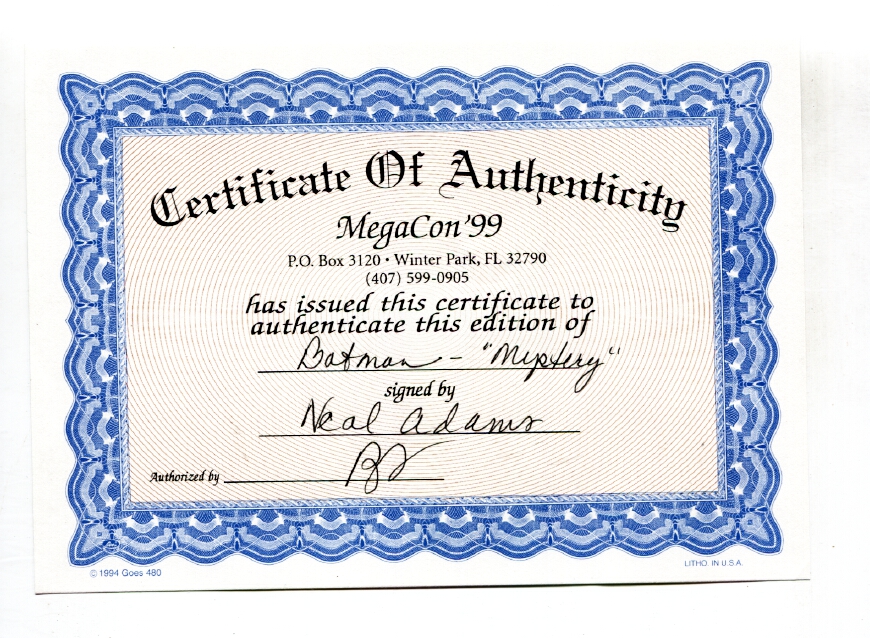 Certificate Of Authenticity
MegaCon'99
P.O. Box 3120 • Winter Park, FL 32790
(407) 599-0905
has issued this certificate to
authenticate this edition of
Batman - "Mystery"
signed by
Neal Adams
Authorized by
© 1994 Goes 480
LITHO. IN U.S.A.